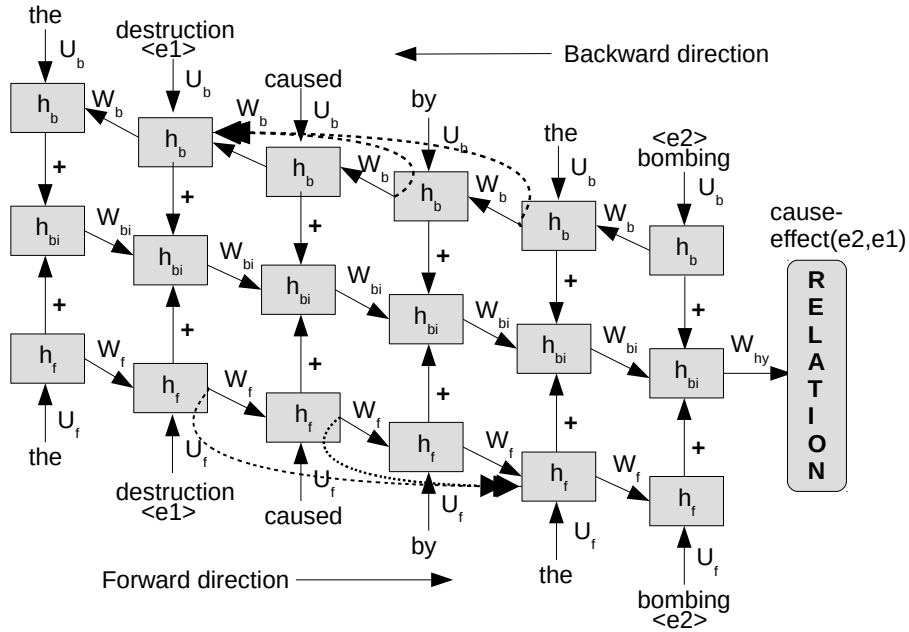 the
U_b
destruction
<e1>
U_b
caused
U_b
by
U_b
the
U_b
<e2>
bombing
U_b
Backward direction
h_b
W_b
h_b
W_b
h_b
W_b
h_b
W_b
h_b
W_b
h_b
+
+
+
+
+
+
cause-
effect(e2,e1)
h_bi
W_bi
h_bi
W_bi
h_bi
W_bi
h_bi
W_bi
h_bi
W_bi
h_bi
W_hy
RELATION
+
+
+
+
+
+
h_f
W_f
h_f
W_f
h_f
W_f
h_f
W_f
h_f
W_f
h_f
U_f
the
U_f
destruction
<e1>
U_f
caused
U_f
by
U_f
the
U_f
bombing
<e2>
Forward direction